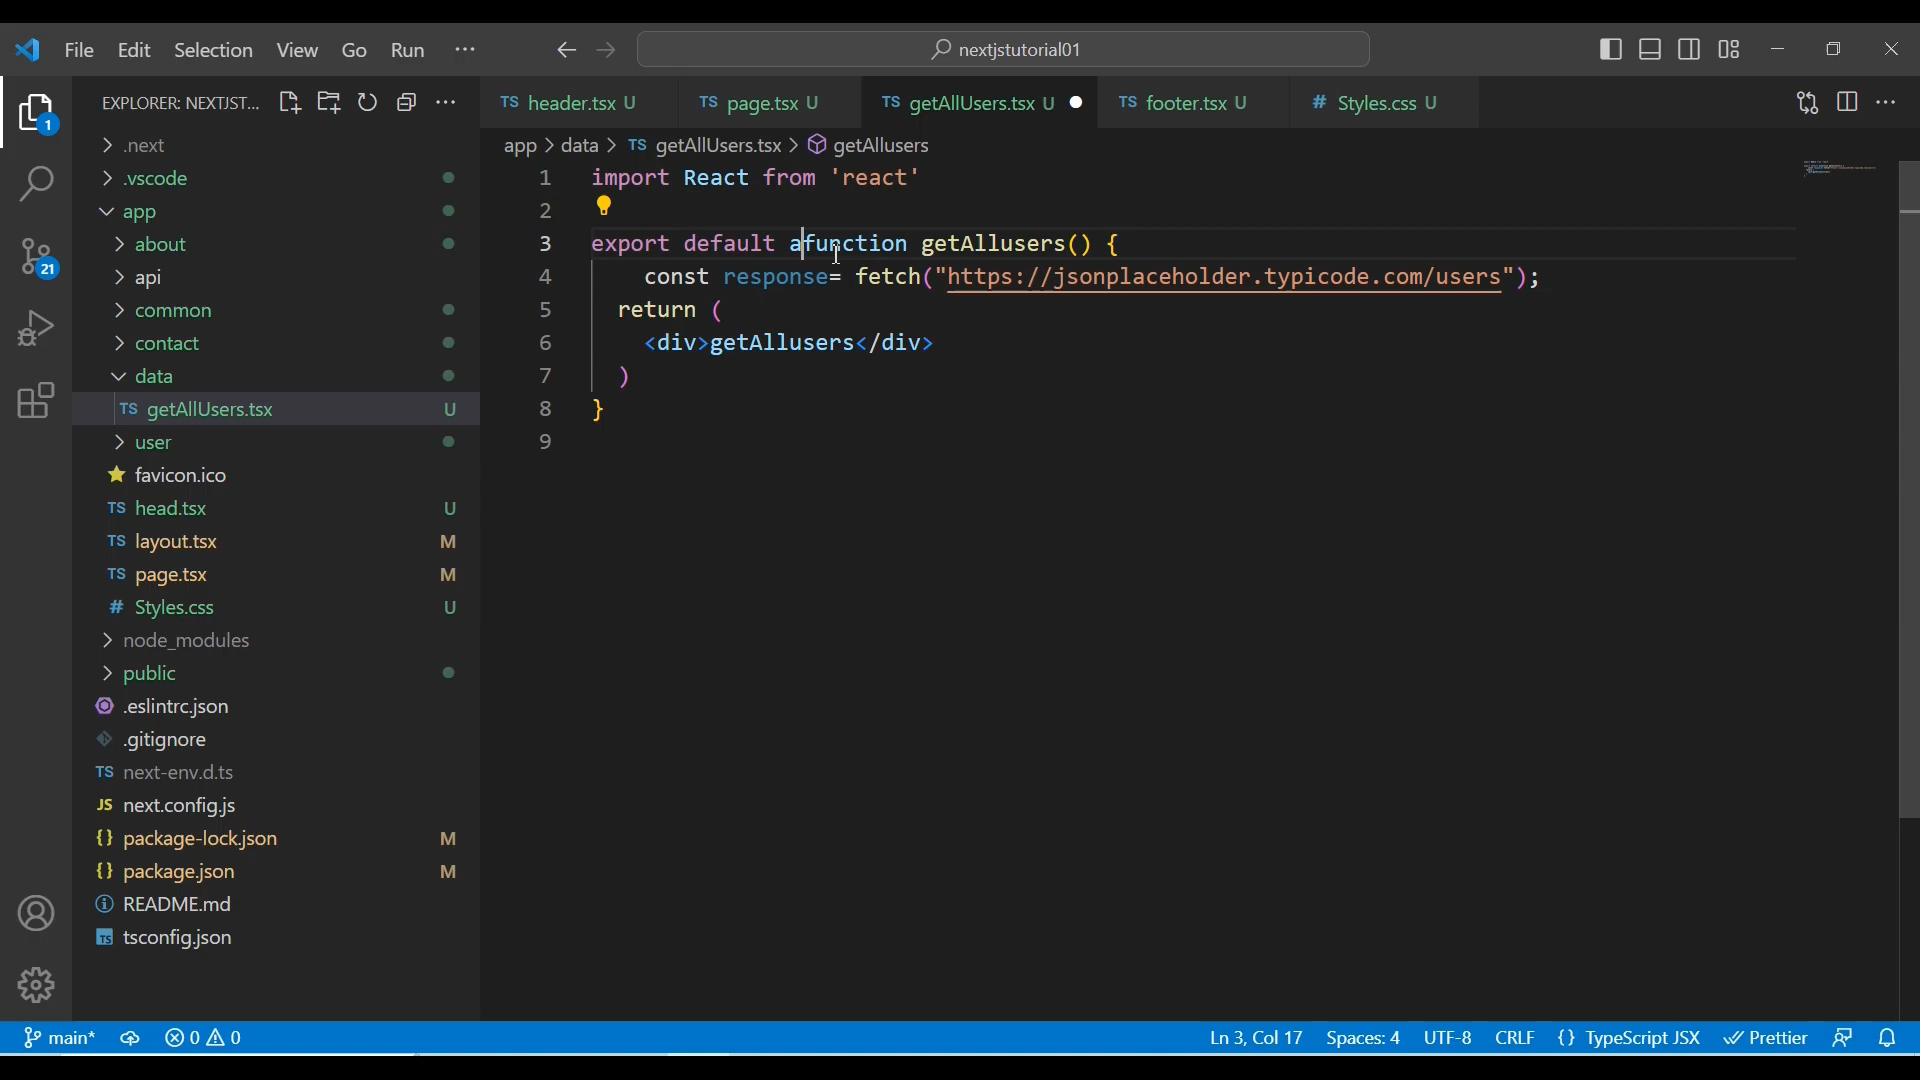 File Edit Selection View Go Run ··· nextjstutorial01
EXPLORER: NEXTJST...
TS header.tsx U TS page.tsx U TS getAllUsers.tsx U TS footer.tsx U # Styles.css U
app > data > TS getAllUsers.tsx > getAllusers
.next
.vscode
app
about
api
common
contact
data
TS getAllUsers.tsx U
user
favicon.ico
TS head.tsx U
TS layout.tsx M
TS page.tsx M
# Styles.css U
node_modules
public
.eslintrc.json
.gitignore
TS next-env.d.ts
JS next.config.js
{} package-lock.json M
{} package.json M
README.md
TS tsconfig.json
1
21
1 import React from 'react'
2
3 export default afunction getAllusers() {
4 const response= fetch("https://jsonplaceholder.typicode.com/users");
5 return (
6 <div>getAllusers</div>
7 )
8 }
9
main* 0 0 Ln 3, Col 17 Spaces: 4 UTF-8 CRLF {} TypeScript JSX Prettier